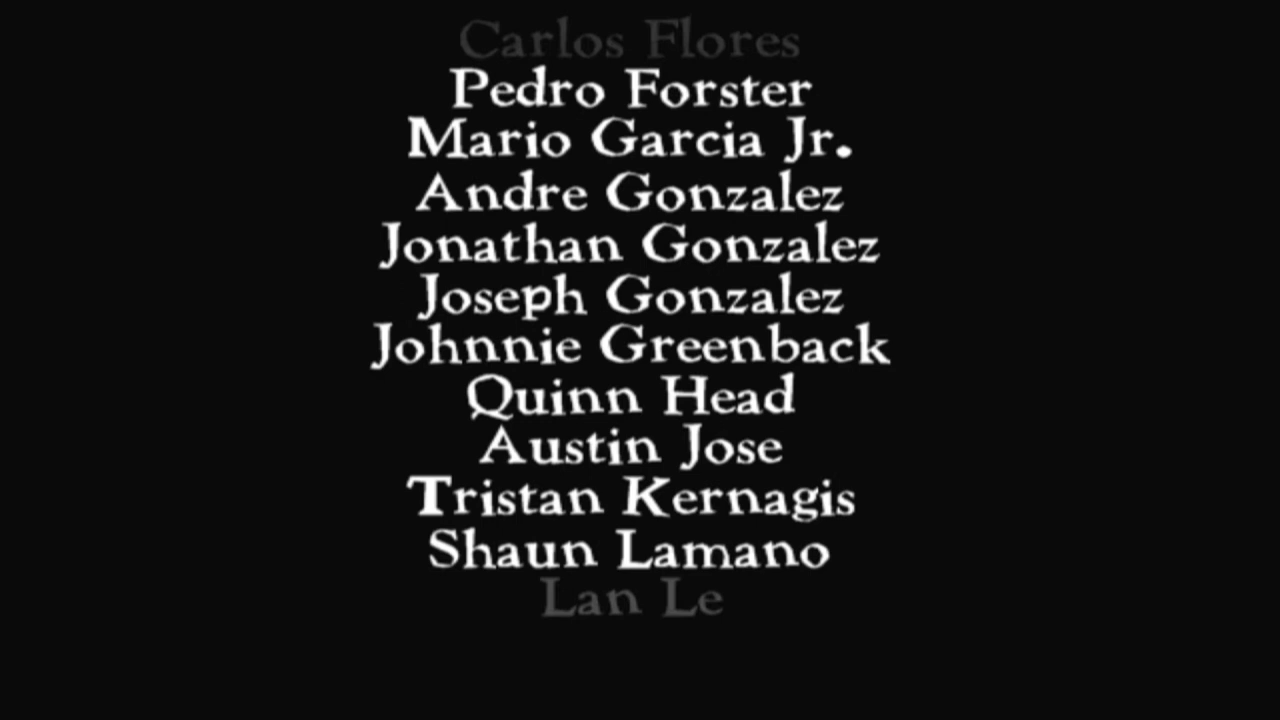 Carlos Flores
Pedro Forster
Mario Garcia Jr.
Andre Gonzalez
Jonathan Gonzalez
Joseph Gonzalez
Johnnie Greenback
Quinn Head
Austin Jose
Tristan Kernagis
Shaun Lamano
Lan Le